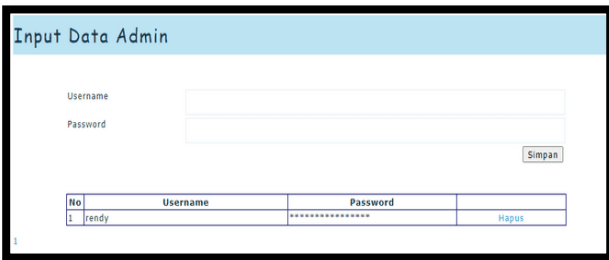 Input Data Admin
Username
Password
Simpan
No Username Password
1 rendy **************** Hapus
1